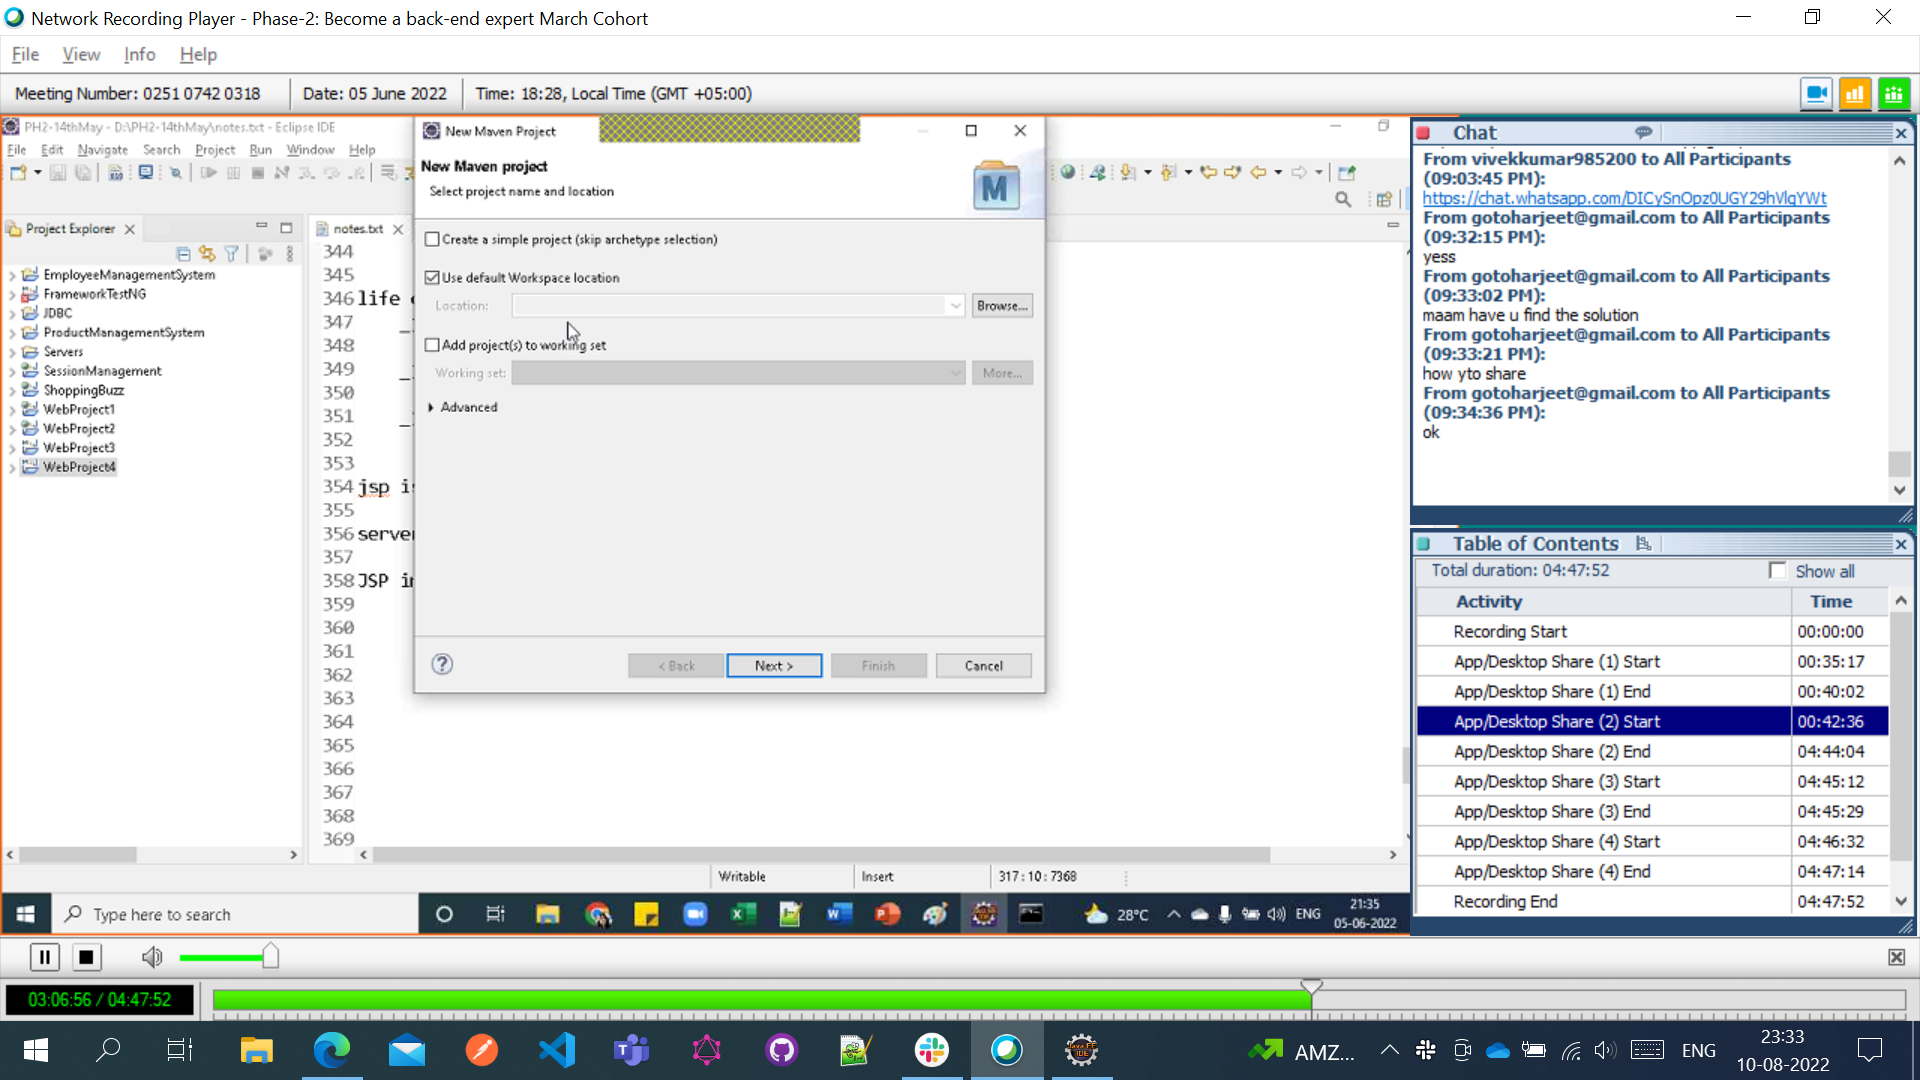 Network Recording Player - Phase-2: Become a back-end expert March Cohort
File View Info Help
Meeting Number: 0251 0742 0318 Date: 05 June 2022 Time: 18:28, Local Time (GMT +05:00)
PH2-14thMay - D:\PH2-14thMay\notes.txt - Eclipse IDE
File Edit Navigate Search Project Run Window Help
Project Explorer
EmployeeManagementSystem
FrameworkTestNG
JDBC
ProductManagementSystem
Servers
SessionManagement
ShoppingBuzz
WebProject1
WebProject2
WebProject3
WebProject4
notes.txt
344
345
346 life
347
348
349
350
351
352
353
354 jsp
355
356 server
357
358 JSP
359
360
361
362
363
364
365
366
367
368
369
New Maven Project
New Maven project
Select project name and location
M
Create a simple project (skip archetype selection)
Use default Workspace location
Location: Browse...
Add project(s) to working set
Working set: More...
Advanced
< Back Next > Finish Cancel
Writable Insert 317 : 10 : 7368
Type here to search
28°C ENG 21:35
05-06-2022
Chat
From vivekkumar985200 to All Participants
(09:03:45 PM):
https://chat.whatsapp.com/DICySnOpz0UGY29hVlqYWt
From gotoharjeet@gmail.com to All Participants
(09:32:15 PM):
yess
From gotoharjeet@gmail.com to All Participants
(09:33:02 PM):
maam have u find the solution
From gotoharjeet@gmail.com to All Participants
(09:33:21 PM):
how yto share
From gotoharjeet@gmail.com to All Participants
(09:34:36 PM):
ok
Table of Contents
Total duration: 04:47:52 Show all
Activity Time
Recording Start 00:00:00
App/Desktop Share (1) Start 00:35:17
App/Desktop Share (1) End 00:40:02
App/Desktop Share (2) Start 00:42:36
App/Desktop Share (2) End 04:44:04
App/Desktop Share (3) Start 04:45:12
App/Desktop Share (3) End 04:45:29
App/Desktop Share (4) Start 04:46:32
App/Desktop Share (4) End 04:47:14
Recording End 04:47:52
03:06:56 / 04:47:52
AMZ... ENG 23:33
10-08-2022